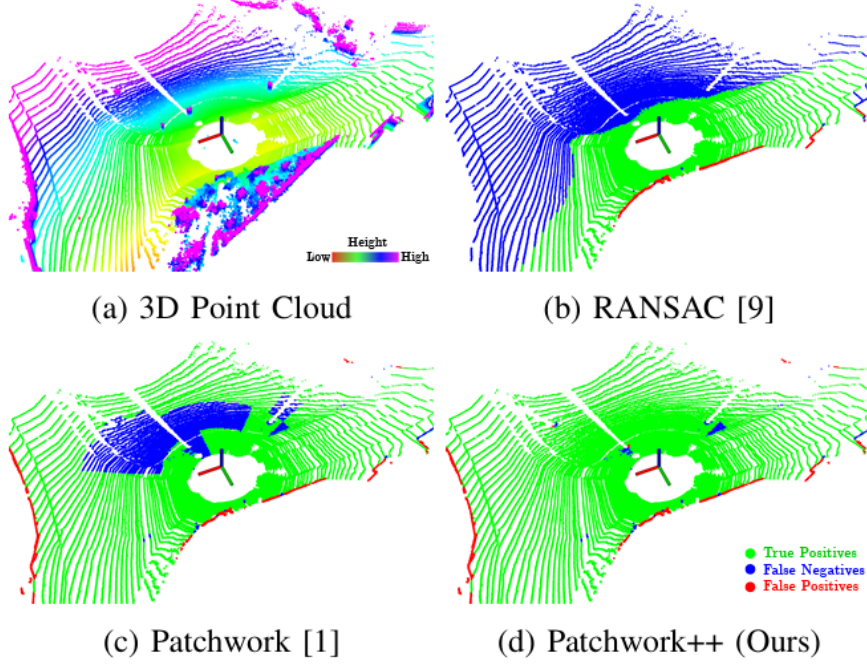 Height
Low High
(a) 3D Point Cloud
(b) RANSAC [9]
True Positives
False Negatives
False Positives
(c) Patchwork [1]
(d) Patchwork++ (Ours)